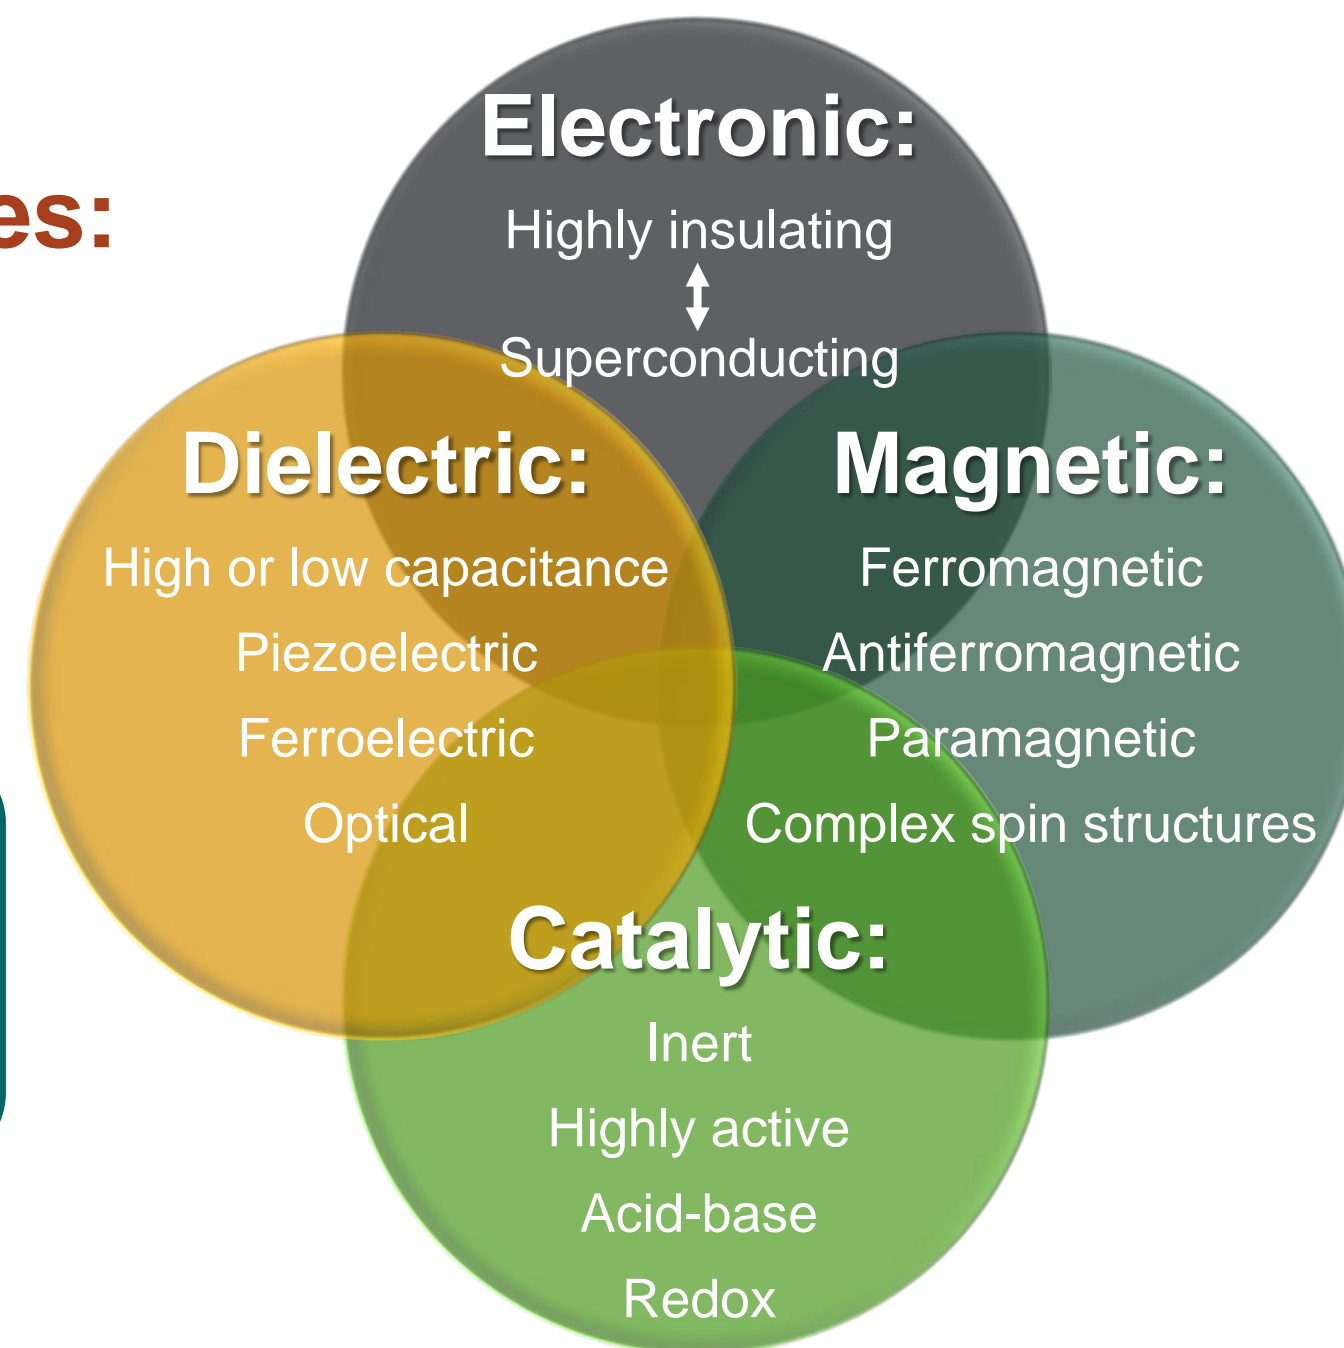 es:
Electronic:
Highly insulating
Superconducting
Dielectric:
High or low capacitance
Piezoelectric
Ferroelectric
Optical
Magnetic:
Ferromagnetic
Antiferromagnetic
Paramagnetic
Complex spin structures
Catalytic:
Inert
Highly active
Acid-base
Redox